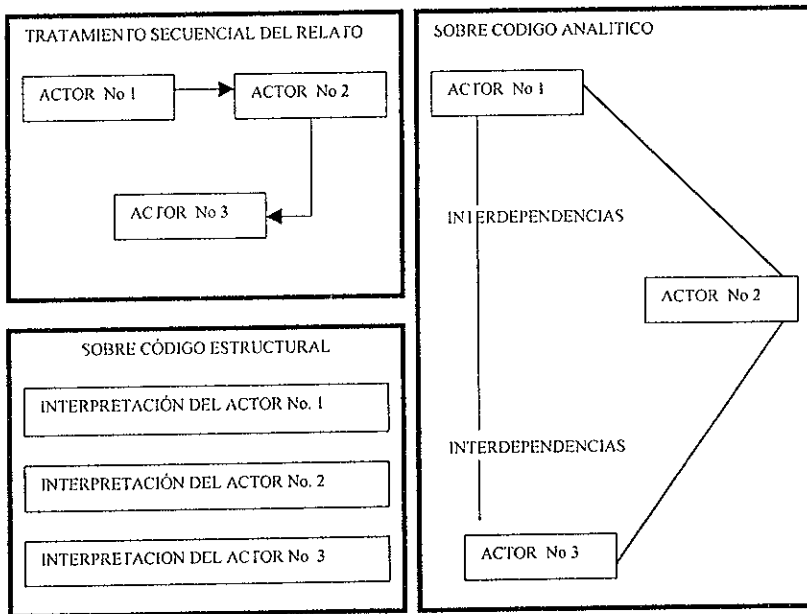 TRATAMIENTO SECUENCIAL DEL RELATO
ACTOR No 1
ACTOR No 2
ACTOR No 3
SOBRE CÓDIGO ESTRUCTURAL
INTERPRETACIÓN DEL ACTOR No. 1
INTERPRETACIÓN DEL ACTOR No. 2
INTERPRETACION DEL ACTOR No 3
SOBRE CODIGO ANALITICO
ACTOR No 1
INTERDEPENDENCIAS
ACTOR No 2
INTERDEPENDENCIAS
ACTOR No 3